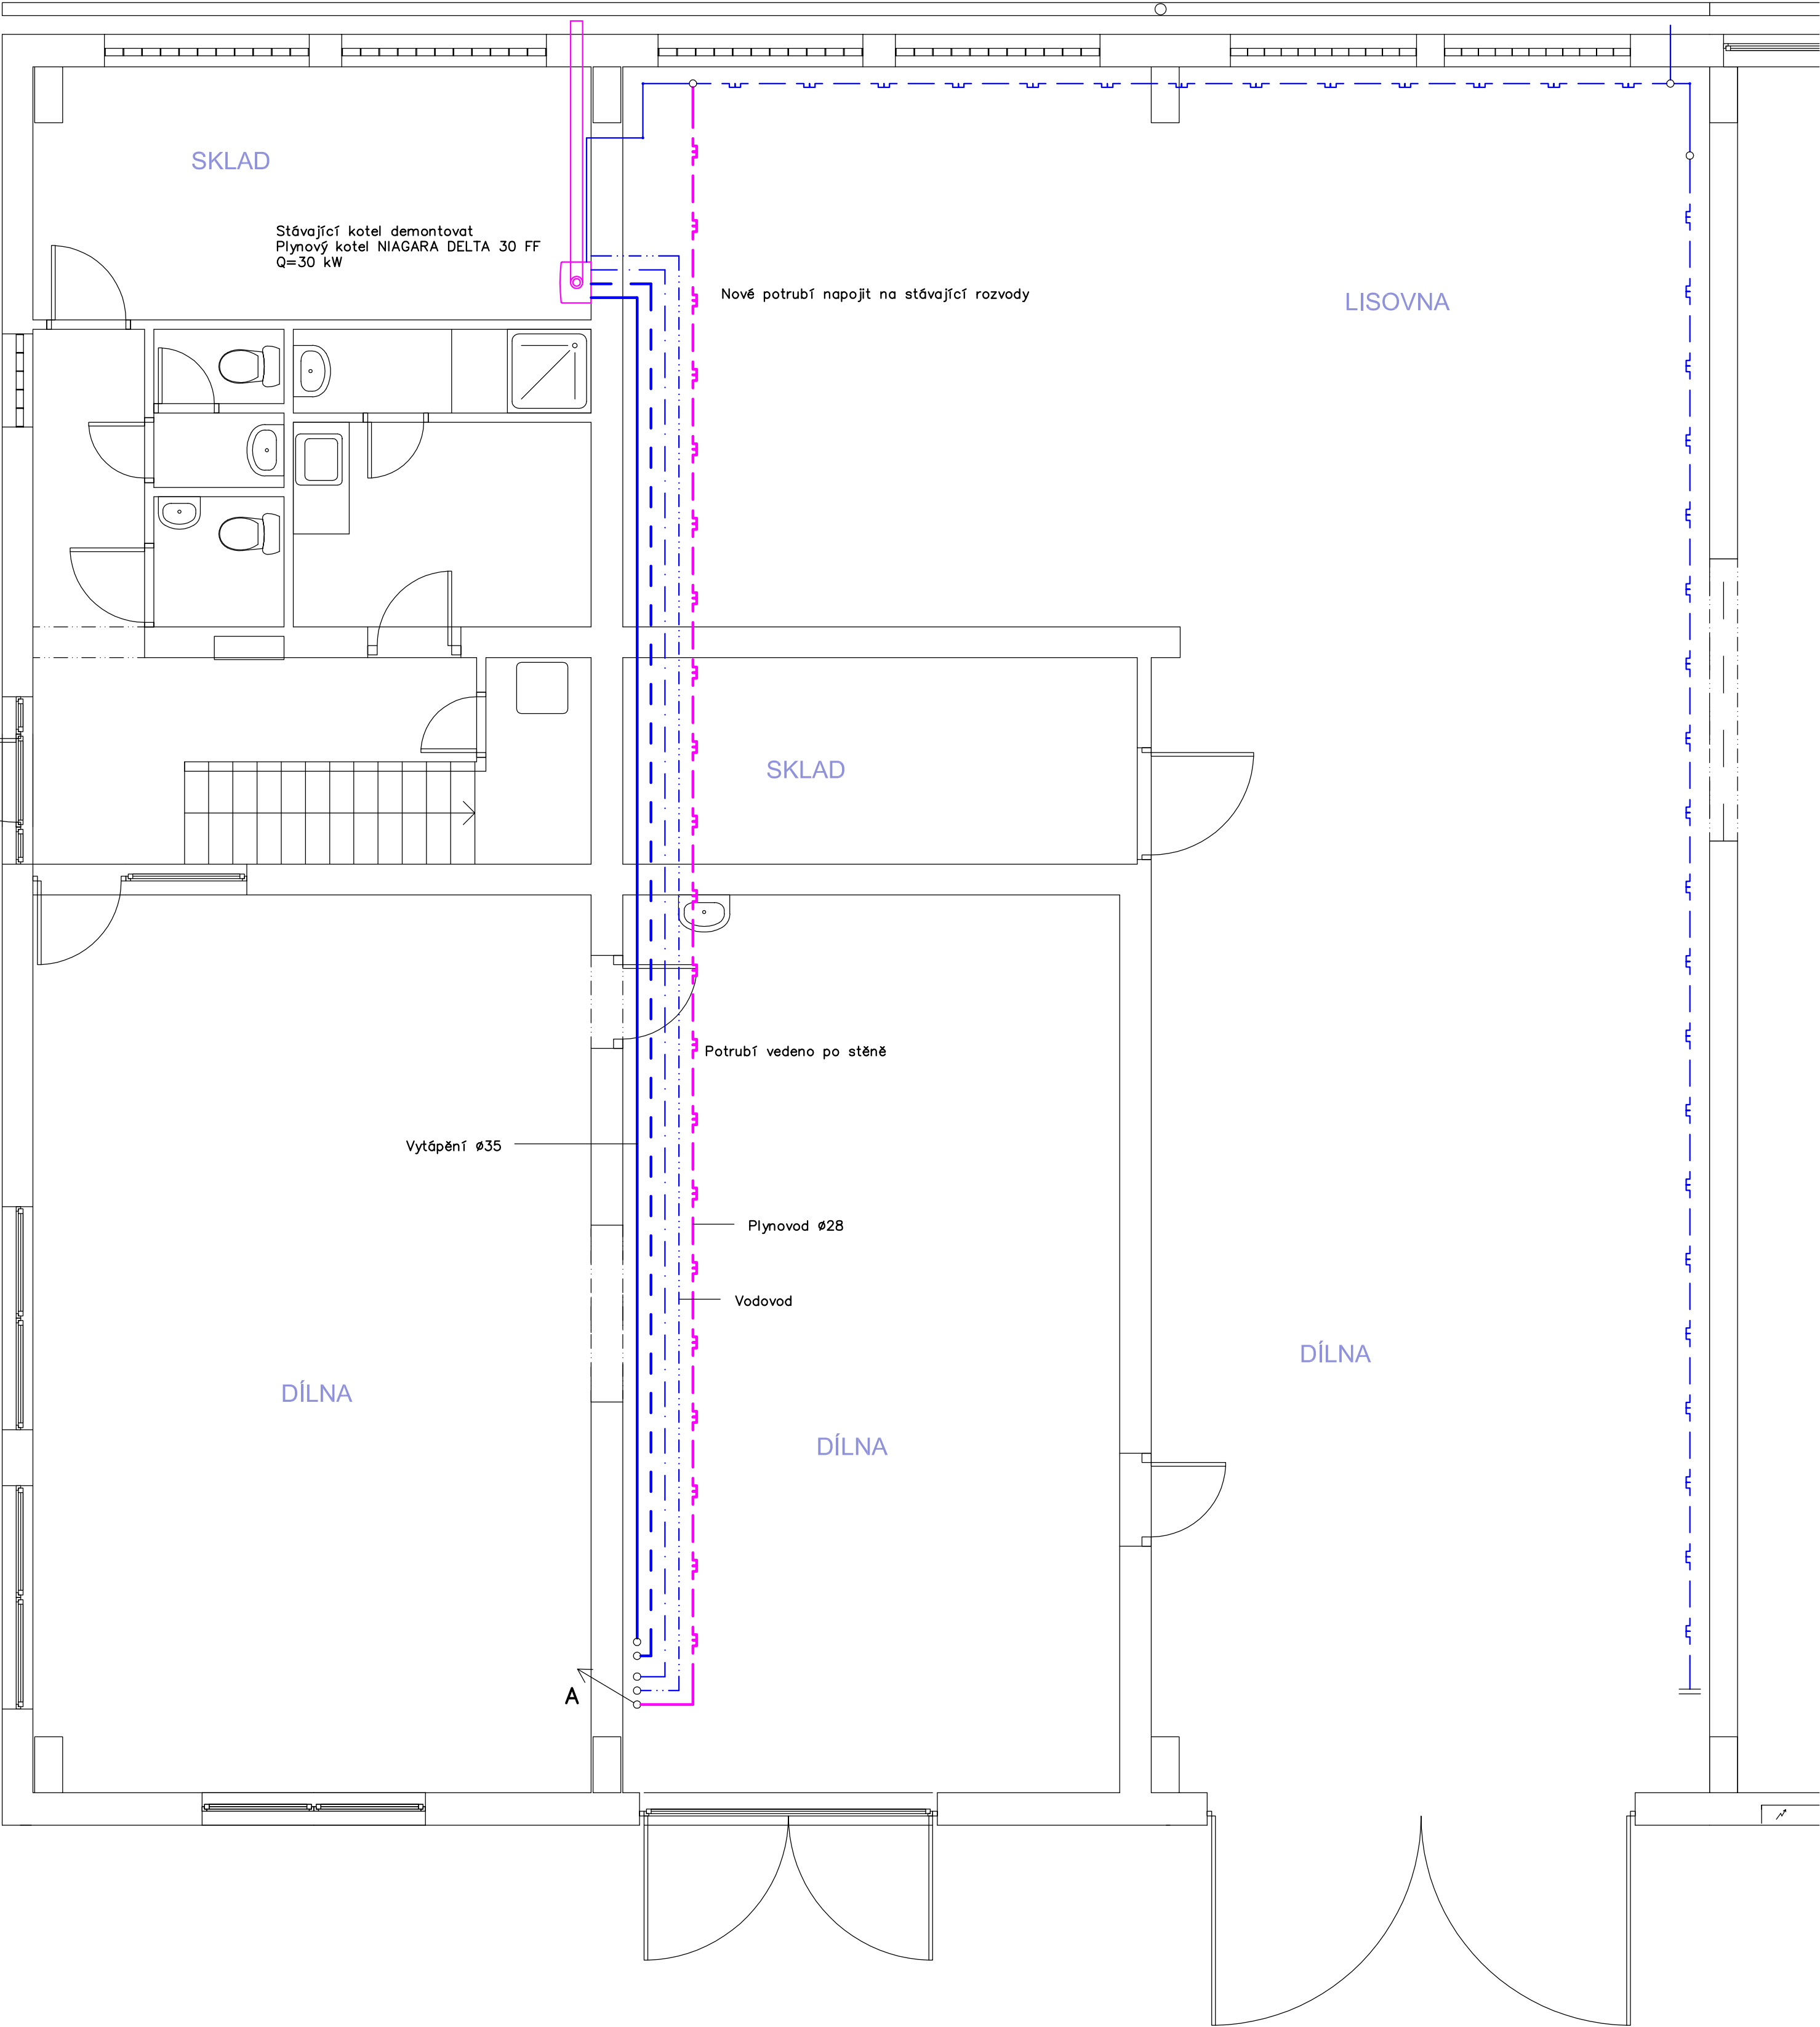 SKLAD
Stávající kotel demontovat
Plynový kotel NIAGARA DELTA 30 FF
Q=30 kW
Nové potrubí napojit na stávající rozvody
LISOVNA
SKLAD
Potrubí vedeno po stěně
Vytápění ø35
Plynovod ø28
Vodovod
DÍLNA
DÍLNA
DÍLNA
A